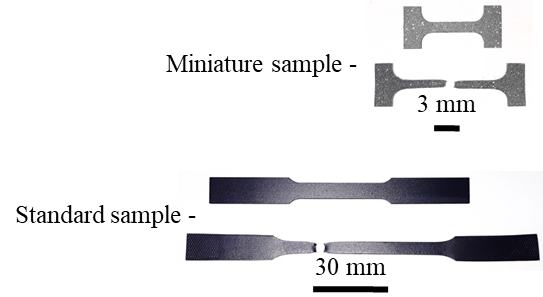 Miniature sample -
3 mm
Standard sample -
30 mm